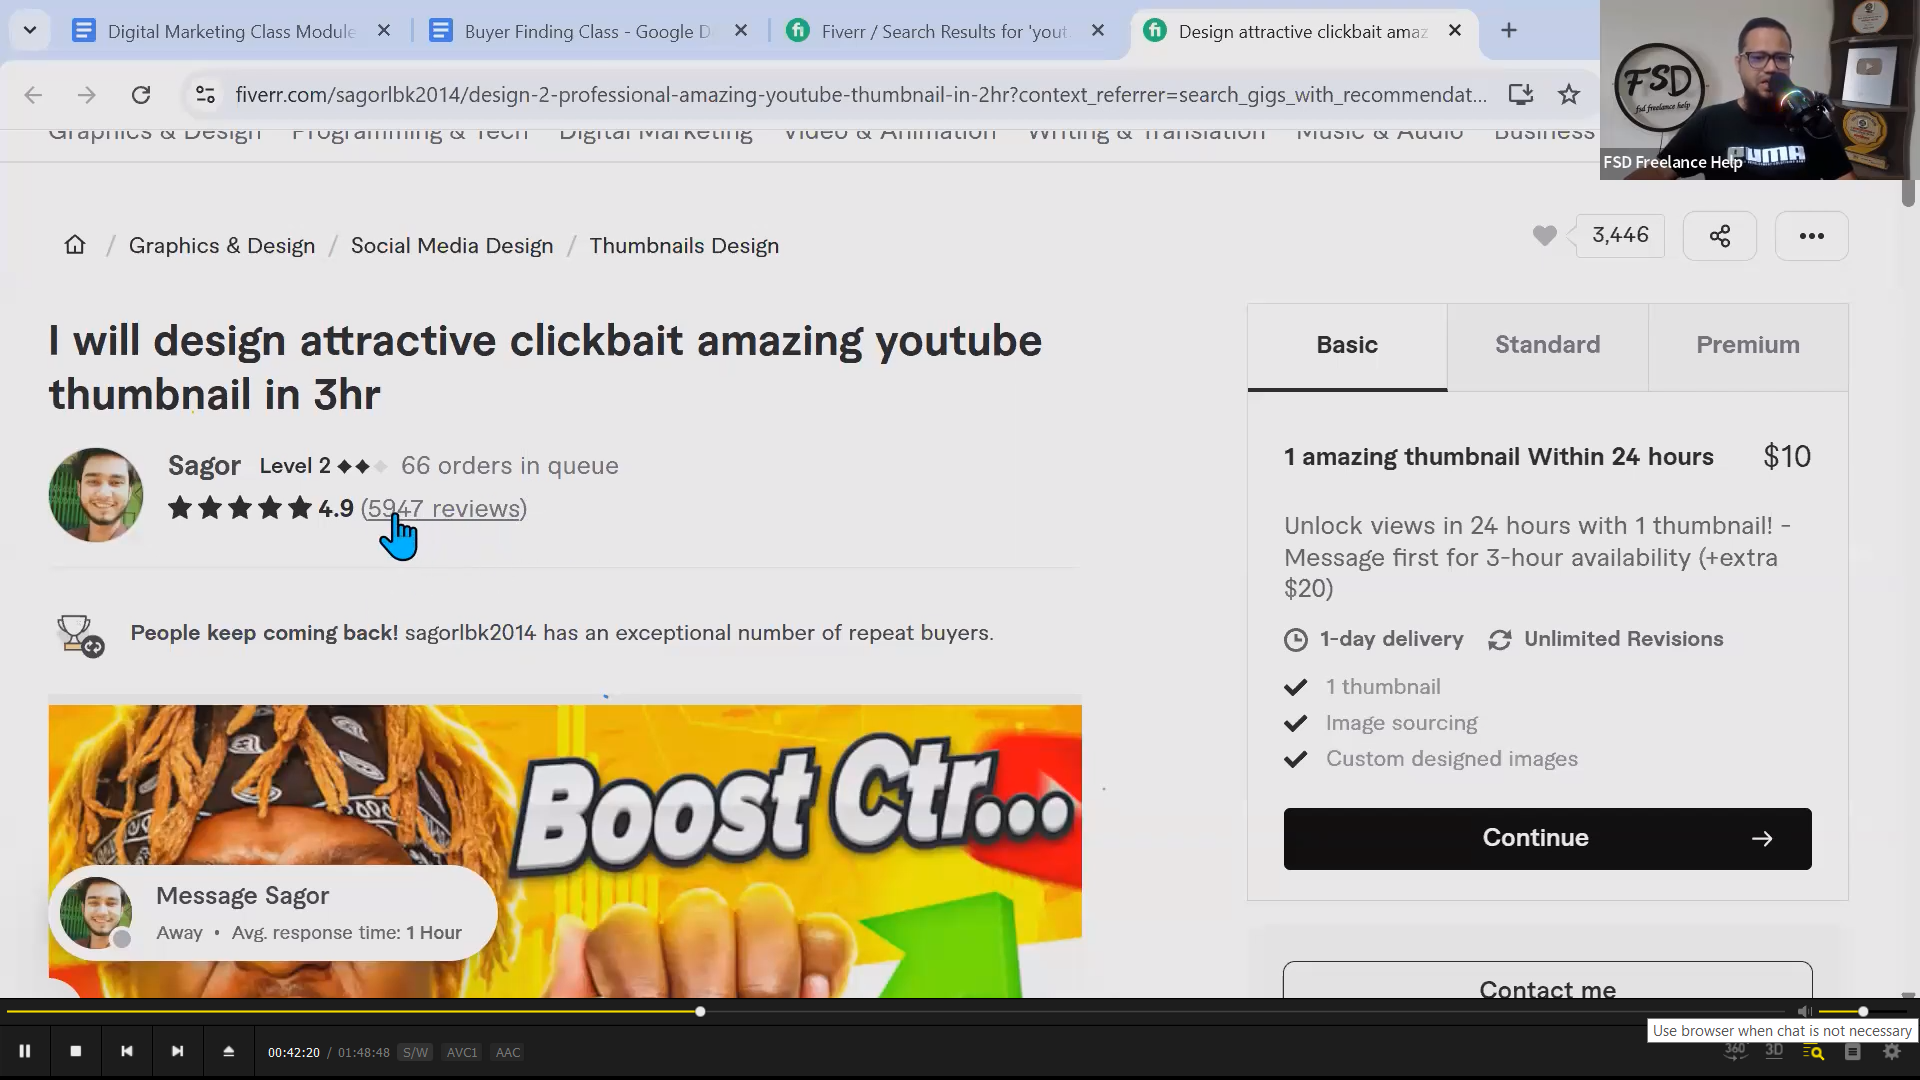 Digital Marketing Class Module
Buyer Finding Class - Google D
Fiverr / Search Results for 'yout
Design attractive clickbait amaz
fiverr.com/sagorlbk2014/design-2-professional-amazing-youtube-thumbnail-in-2hr?context_referrer=search_gigs_with_recommendat...
FSD
fsd freelance help
PUMA
FSD Freelance Help
Graphics & Design
Programming & Tech
Digital Marketing
Video & Animation
Writing & Translation
Music & Audio
Business
/ Graphics & Design / Social Media Design / Thumbnails Design
3,446
I will design attractive clickbait amazing youtube
thumbnail in 3hr
Sagor Level 2 66 orders in queue
4.9 (5947 reviews)
People keep coming back! sagorlbk2014 has an exceptional number of repeat buyers.
Boost Ctr...
Message Sagor
Away • Avg. response time: 1 Hour
Basic
Standard
Premium
1 amazing thumbnail Within 24 hours $10
Unlock views in 24 hours with 1 thumbnail! -
Message first for 3-hour availability (+extra
$20)
1-day delivery Unlimited Revisions
1 thumbnail
Image sourcing
Custom designed images
Continue
Contact me
Use browser when chat is not necessary
00:42:20 / 01:48:48 S/W AVC1 AAC
360° 3D